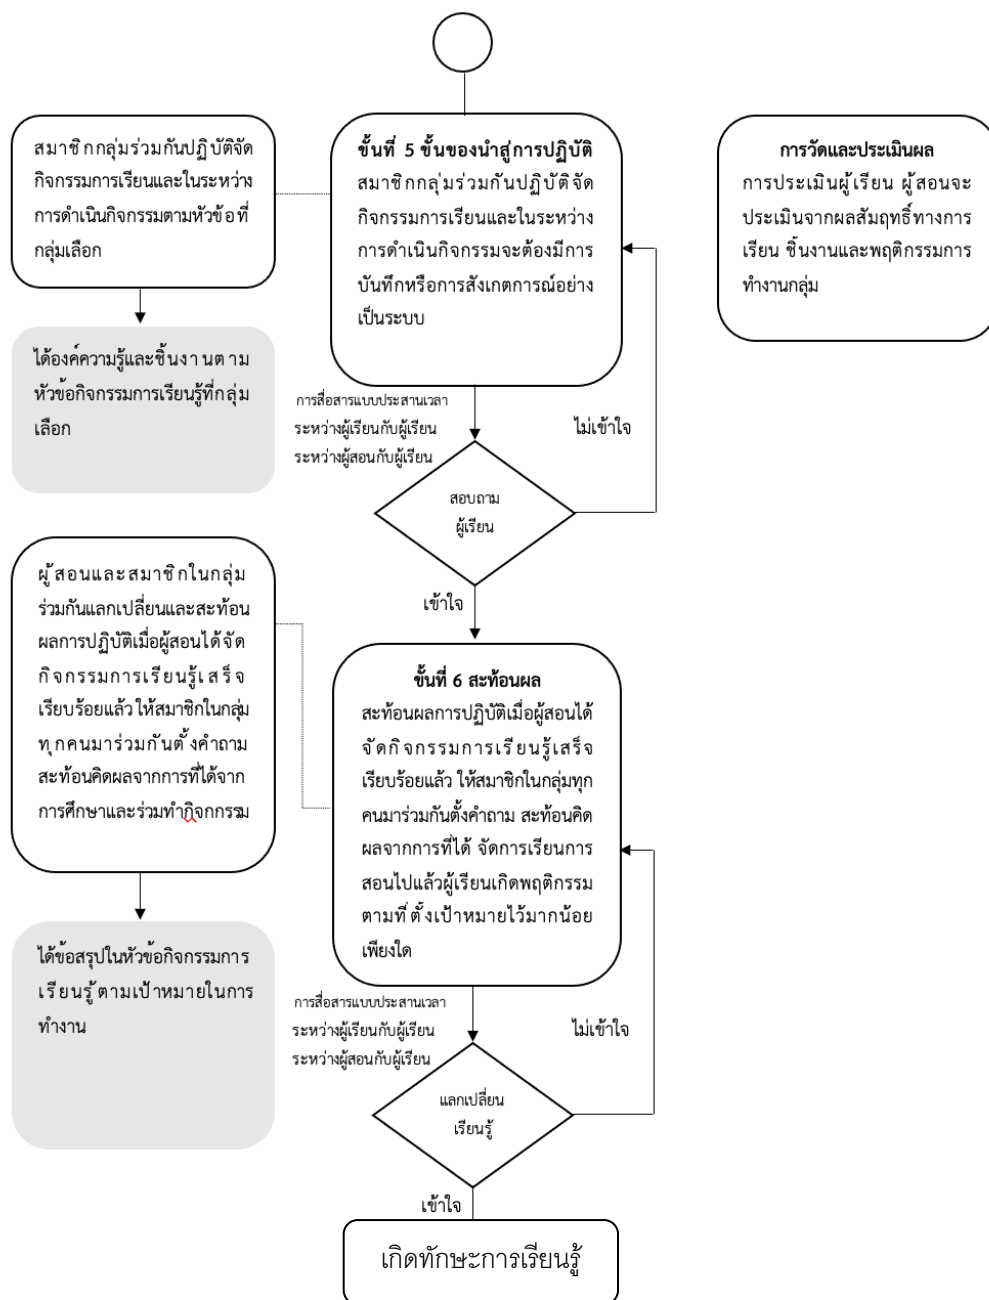 สมาชิกกลุ่มร่วมกันปฏิบัติจัด
กิจกรรมการเรียนและในระหว่าง
การดำเนินกิจกรรมตามหัวข้อที่
กลุ่มเลือก
ขั้นที่ 5 ขั้นของนำสู่การปฏิบัติ
สมาชิกกลุ่มร่วมกันปฏิบัติจัด
กิจกรรมการเรียนและในระหว่าง
การดำเนินกิจกรรมจะต้องมีการ
บันทึกหรือการสังเกตการณ์อย่าง
เป็นระบบ
การวัดและประเมินผล
การประเมินผู้เรียน ผู้สอนจะ
ประเมินจากผลสัมฤทธิ์ทางการ
เรียน ชิ้นงานและพฤติกรรมการ
ทำงานกลุ่ม
ได้องค์ความรู้และชิ้นงานตาม
หัวข้อกิจกรรมการเรียนรู้ที่กลุ่ม
เลือก
การสื่อสารแบบประสานเวลา
ระหว่างผู้เรียนกับผู้เรียน
ระหว่างผู้สอนกับผู้เรียน
ไม่เข้าใจ
สอบถาม
ผู้เรียน
เข้าใจ
ผู้สอนและสมาชิกในกลุ่ม
ร่วมกันแลกเปลี่ยนและสะท้อน
ผลการปฏิบัติเมื่อผู้สอนได้จัด
กิจกรรมการเรียนรู้เสร็จ
เรียบร้อยแล้ว ให้สมาชิกในกลุ่ม
ทุกคนมาร่วมกันตั้งคำถาม
สะท้อนคิดผลจากการที่ได้จาก
การศึกษาและร่วมทำกิจกกรรม
ขั้นที่ 6 สะท้อนผล
สะท้อนผลการปฏิบัติเมื่อผู้สอนได้
จัดกิจกรรมการเรียนรู้เสร็จ
เรียบร้อยแล้ว ให้สมาชิกในกลุ่มทุก
คนมาร่วมกันตั้งคำถาม สะท้อนคิด
ผลจากการที่ได้ จัดการเรียนการ
สอนไปแล้วผู้เรียนเกิดพฤติกรรม
ตามที่ตั้งเป้าหมายไว้มากน้อย
เพียงใด
ได้ข้อสรุปในหัวข้อกิจกรรมการ
เรียนรู้ตามเป้าหมายในการ
ทำงาน
การสื่อสารแบบประสานเวลา
ระหว่างผู้เรียนกับผู้เรียน
ระหว่างผู้สอนกับผู้เรียน
ไม่เข้าใจ
แลกเปลี่ยน
เรียนรู้
เข้าใจ
เกิดทักษะการเรียนรู้